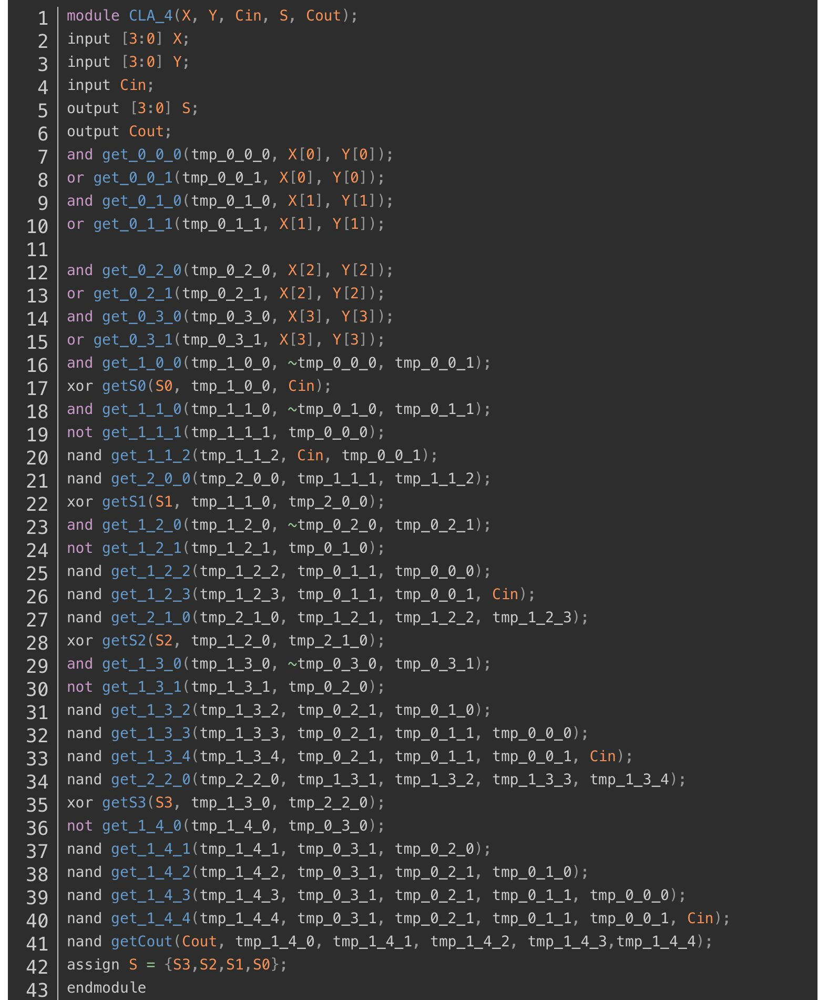 1 module CLA_4(X, Y, Cin, S, Cout);
2 input [3:0] X;
3 input [3:0] Y;
4 input Cin;
5 output [3:0] S;
6 output Cout;
7 and get_0_0_0(tmp_0_0_0, X[0], Y[0]);
8 or get_0_0_1(tmp_0_0_1, X[0], Y[0]);
9 and get_0_1_0(tmp_0_1_0, X[1], Y[1]);
10 or get_0_1_1(tmp_0_1_1, X[1], Y[1]);
11
12 and get_0_2_0(tmp_0_2_0, X[2], Y[2]);
13 or get_0_2_1(tmp_0_2_1, X[2], Y[2]);
14 and get_0_3_0(tmp_0_3_0, X[3], Y[3]);
15 or get_0_3_1(tmp_0_3_1, X[3], Y[3]);
16 and get_1_0_0(tmp_1_0_0, ~tmp_0_0_0, tmp_0_0_1);
17 xor getS0(S0, tmp_1_0_0, Cin);
18 and get_1_1_0(tmp_1_1_0, ~tmp_0_1_0, tmp_0_1_1);
19 not get_1_1_1(tmp_1_1_1, tmp_0_0_0);
20 nand get_1_1_2(tmp_1_1_2, Cin, tmp_0_0_1);
21 nand get_2_0_0(tmp_2_0_0, tmp_1_1_1, tmp_1_1_2);
22 xor getS1(S1, tmp_1_1_0, tmp_2_0_0);
23 and get_1_2_0(tmp_1_2_0, ~tmp_0_2_0, tmp_0_2_1);
24 not get_1_2_1(tmp_1_2_1, tmp_0_1_0);
25 nand get_1_2_2(tmp_1_2_2, tmp_0_1_1, tmp_0_0_0);
26 nand get_1_2_3(tmp_1_2_3, tmp_0_1_1, tmp_0_0_1, Cin);
27 nand get_2_1_0(tmp_2_1_0, tmp_1_2_1, tmp_1_2_2, tmp_1_2_3);
28 xor getS2(S2, tmp_1_2_0, tmp_2_1_0);
29 and get_1_3_0(tmp_1_3_0, ~tmp_0_3_0, tmp_0_3_1);
30 not get_1_3_1(tmp_1_3_1, tmp_0_2_0);
31 nand get_1_3_2(tmp_1_3_2, tmp_0_2_1, tmp_0_1_0);
32 nand get_1_3_3(tmp_1_3_3, tmp_0_2_1, tmp_0_1_1, tmp_0_0_0);
33 nand get_1_3_4(tmp_1_3_4, tmp_0_2_1, tmp_0_1_1, tmp_0_0_1, Cin);
34 nand get_2_2_0(tmp_2_2_0, tmp_1_3_1, tmp_1_3_2, tmp_1_3_3, tmp_1_3_4);
35 xor getS3(S3, tmp_1_3_0, tmp_2_2_0);
36 not get_1_4_0(tmp_1_4_0, tmp_0_3_0);
37 nand get_1_4_1(tmp_1_4_1, tmp_0_3_1, tmp_0_2_0);
38 nand get_1_4_2(tmp_1_4_2, tmp_0_3_1, tmp_0_2_1, tmp_0_1_0);
39 nand get_1_4_3(tmp_1_4_3, tmp_0_3_1, tmp_0_2_1, tmp_0_1_1, tmp_0_0_0);
40 nand get_1_4_4(tmp_1_4_4, tmp_0_3_1, tmp_0_2_1, tmp_0_1_1, tmp_0_0_1, Cin);
41 nand getCout(Cout, tmp_1_4_0, tmp_1_4_1, tmp_1_4_2, tmp_1_4_3,tmp_1_4_4);
42 assign S = {S3,S2,S1,S0};
43 endmodule